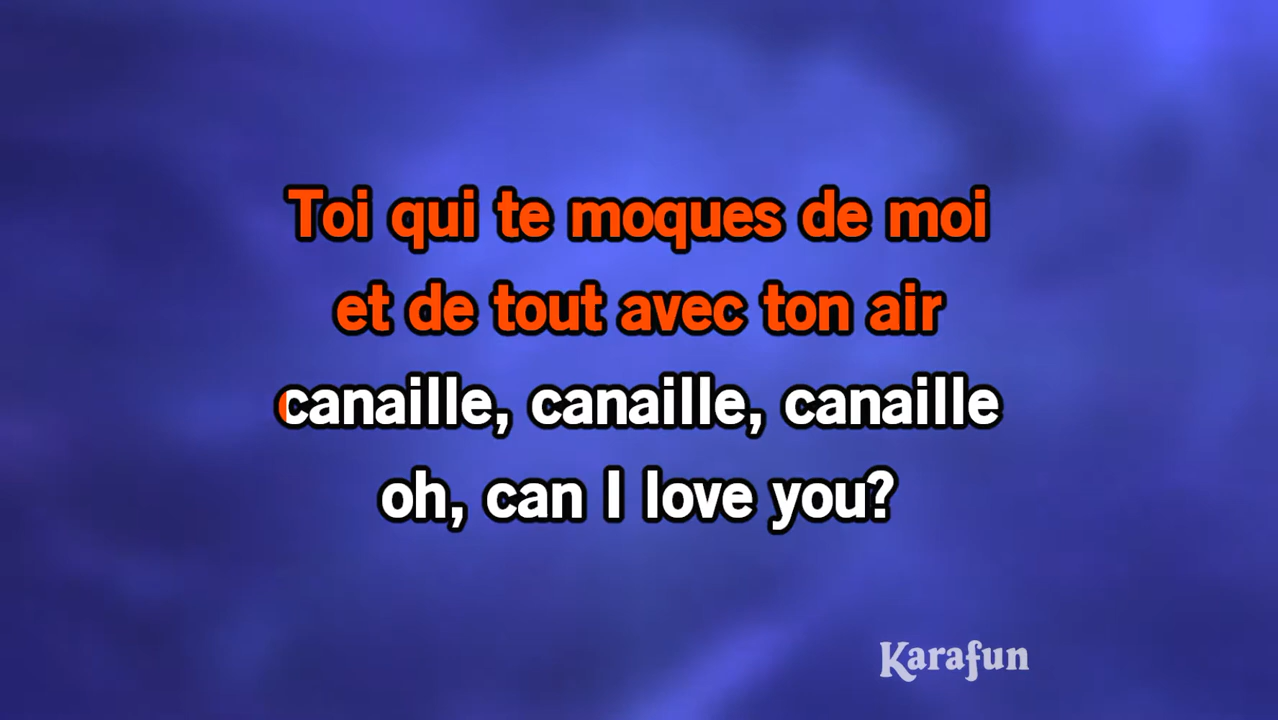 Toi qui te moques de moi
et de tout avec ton air
canaille, canaille, canaille
oh, can I love you?
Karafun